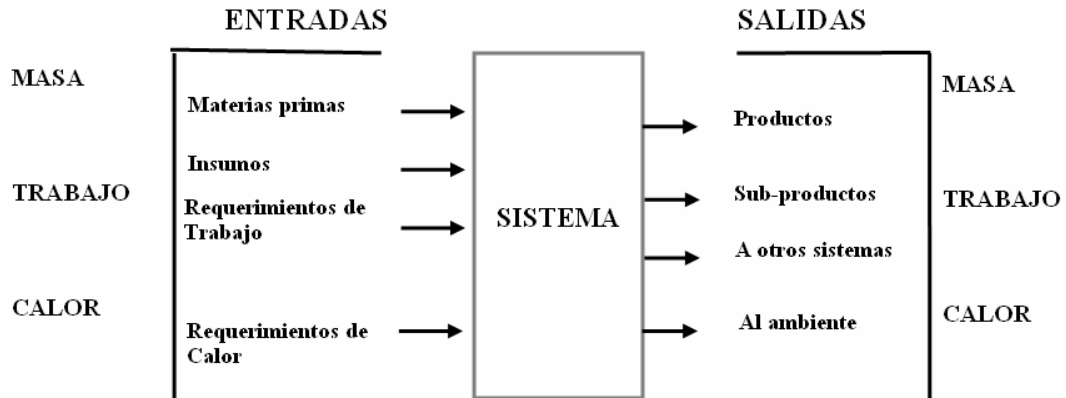 ENTRADAS
SALIDAS
MASA
Materias primas
Insumos
TRABAJO
Requerimientos de
Trabajo
CALOR
Requerimientos de
Calor
SISTEMA
Productos
Sub-productos
A otros sistemas
Al ambiente
MASA
TRABAJO
CALOR